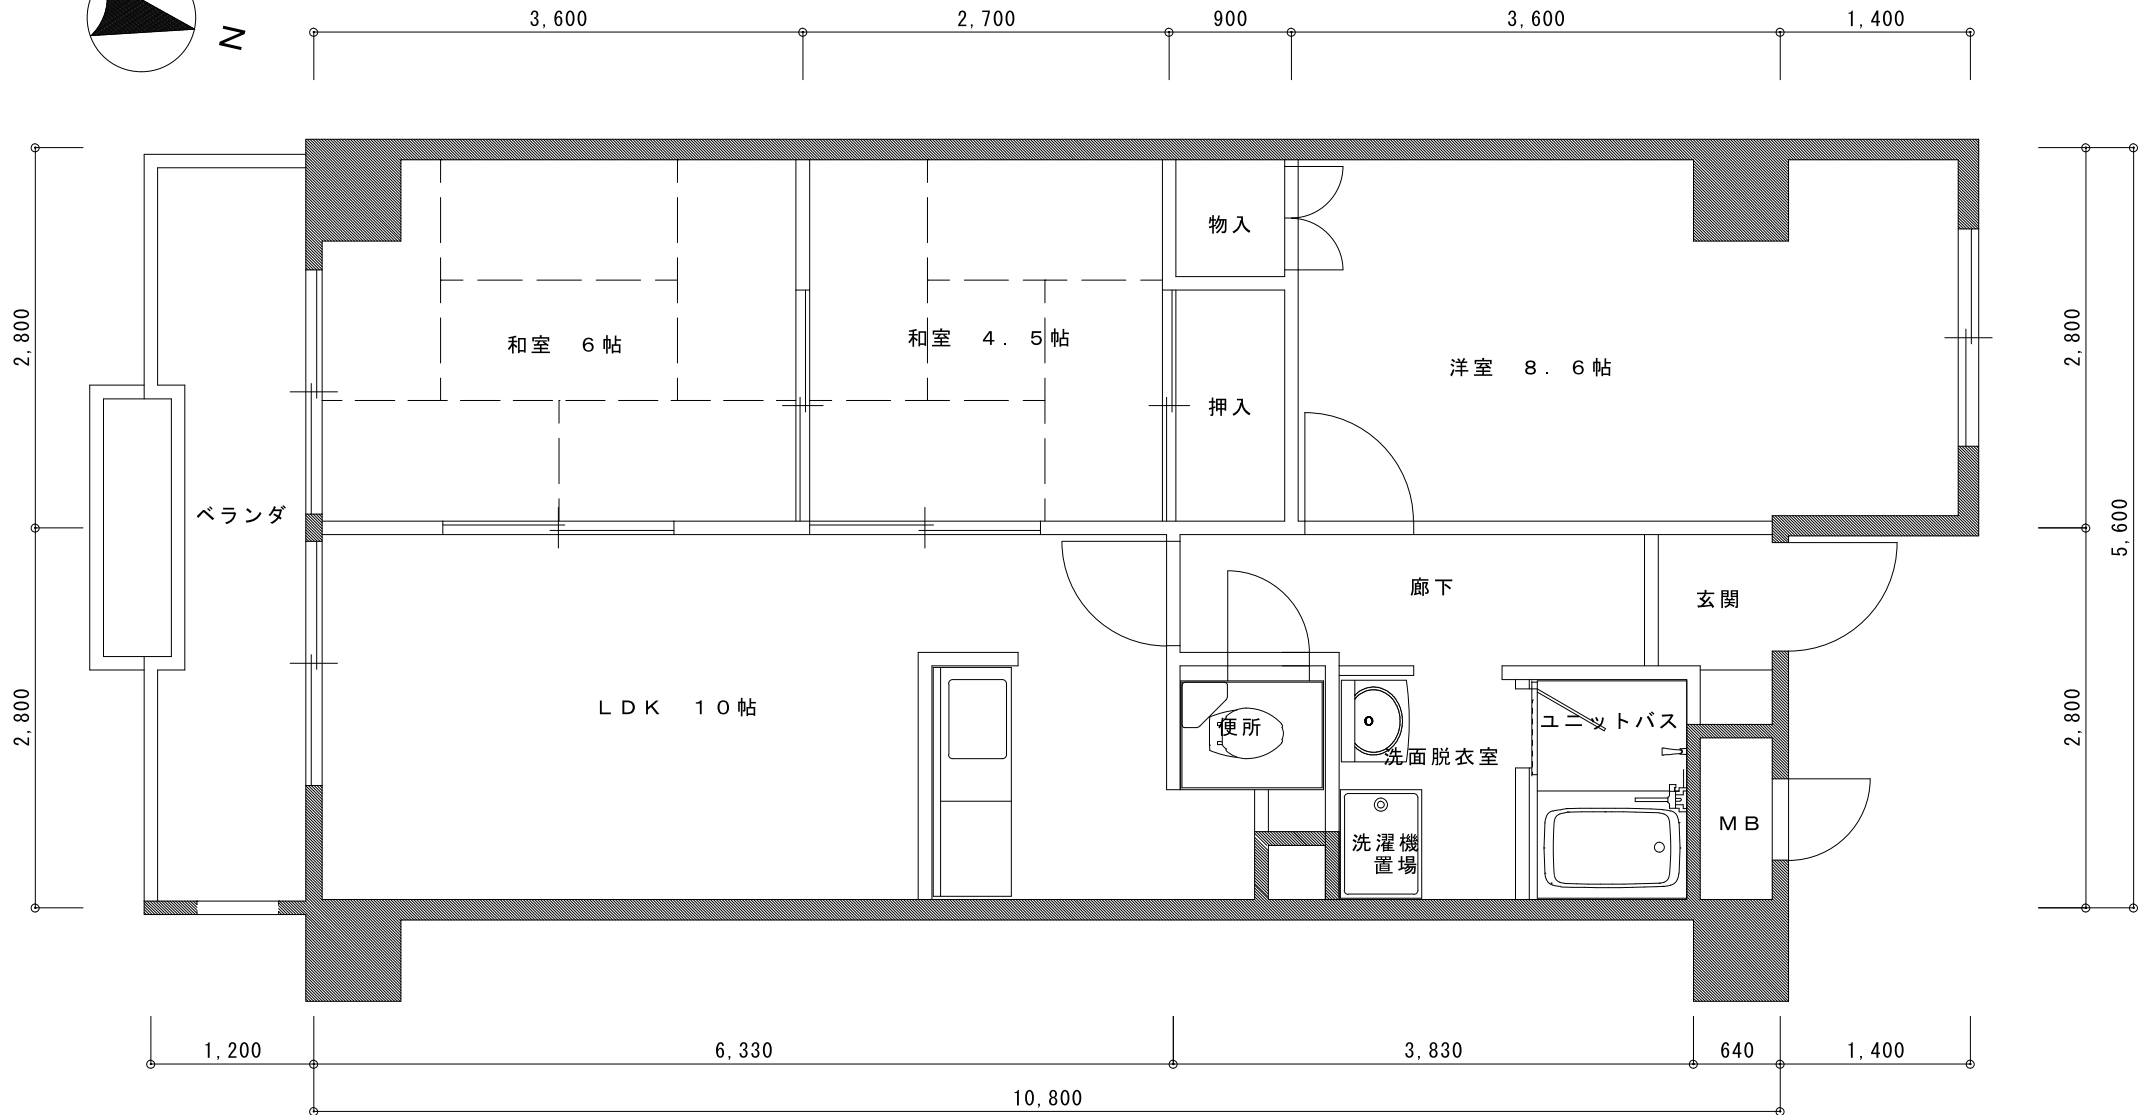 3,600
2,700
900
3,600
1,400
N
物入
和室 6帖
和室 4.5帖
洋室 8.6帖
押入
2,800
2,800
5,600
ベランダ
廊下
玄関
LDK 10帖
便所
ユニットバス
洗面脱衣室
2,800
2,800
MB
洗濯機
置場
1,200
6,330
3,830
640
1,400
10,800